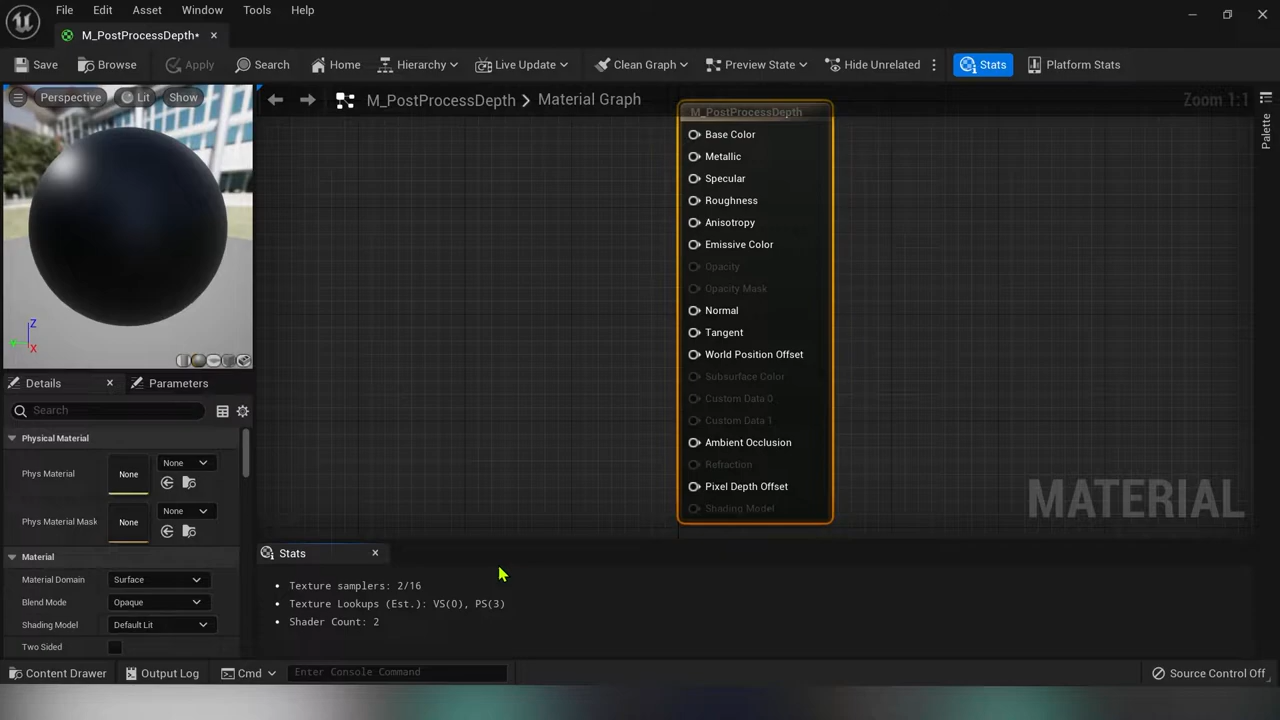 File Edit Asset Window Tools Help
M_PostProcessDepth*
Save Browse Apply Search Home Hierarchy Live Update Clean Graph Preview State Hide Unrelated Stats Platform Stats
Perspective Lit Show
M_PostProcessDepth Material Graph Zoom 1:1
Palette
M_PostProcessDepth
Base Color
Metallic
Specular
Roughness
Anisotropy
Emissive Color
Opacity
Opacity Mask
Normal
Tangent
World Position Offset
Subsurface Color
Custom Data 0
Custom Data 1
Ambient Occlusion
Refraction
Pixel Depth Offset
Shading Model
MATERIAL
Z
X
Details Parameters
Search
Physical Material
Phys Material None None
Phys Material Mask None None
Material
Material Domain Surface
Blend Mode Opaque
Shading Model Default Lit
Two Sided
Stats
Texture samplers: 2/16
Texture Lookups (Est.): VS(0), PS(3)
Shader Count: 2
Content Drawer Output Log Cmd Enter Console Command Source Control Off